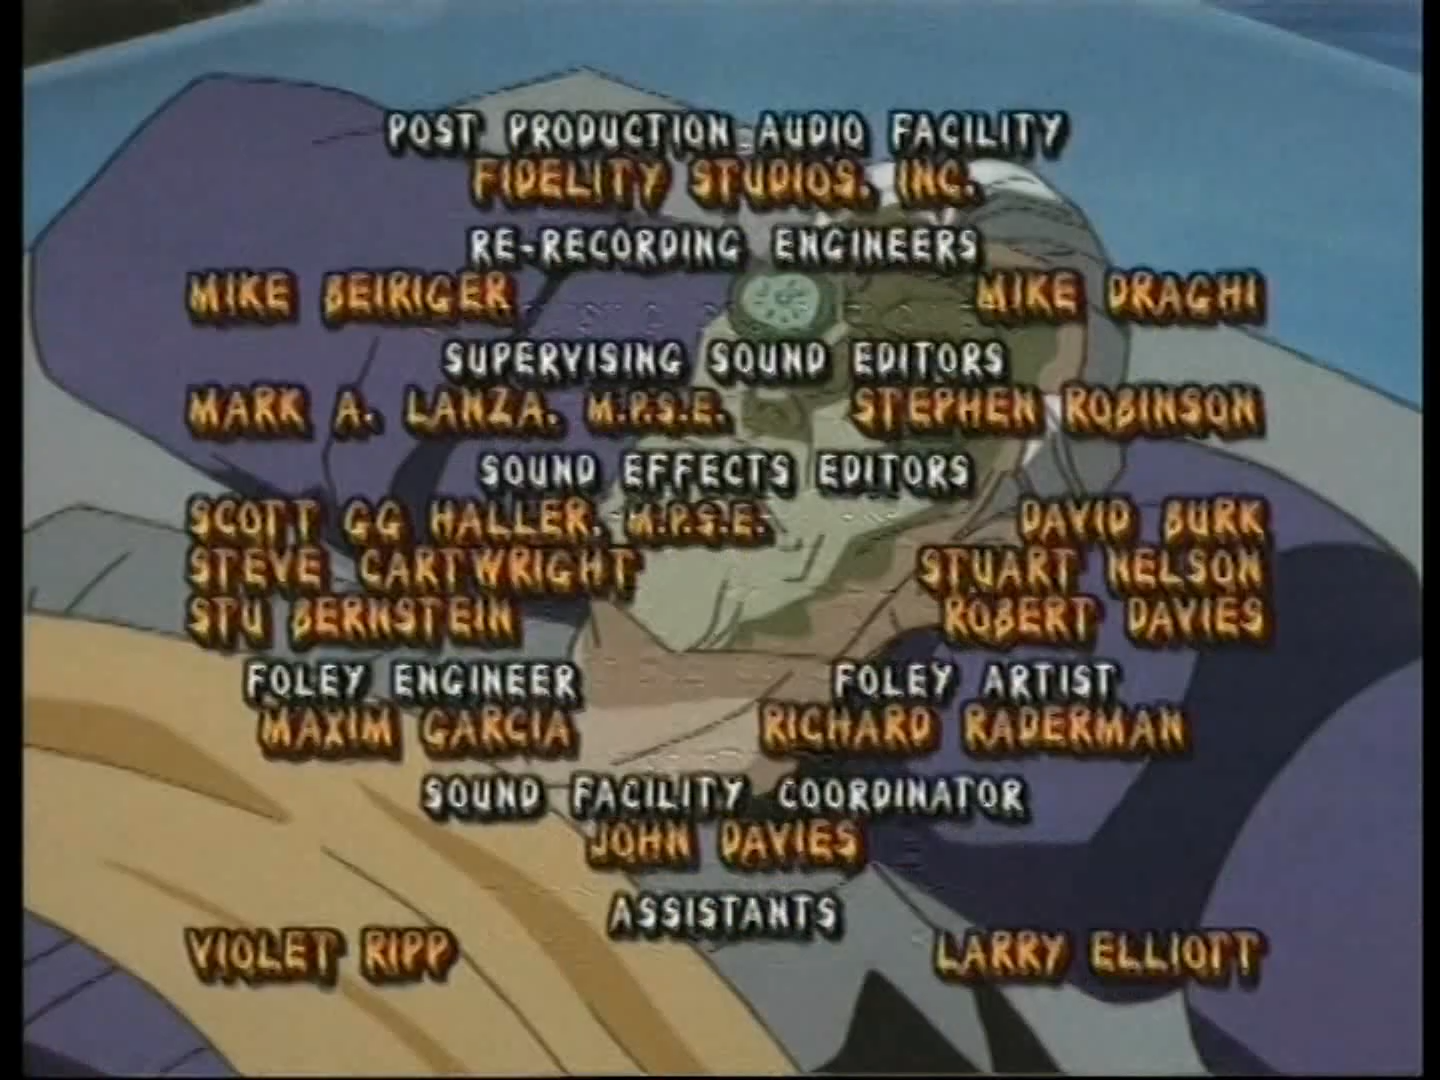 POST PRODUCTION AUDIO FACILITY
FIDELITY STUDIOS, INC.
RE-RECORDING ENGINEERS
MIKE BEIRIGER MIKE DRAGHI
SUPERVISING SOUND EDITORS
MARK A. LANZA, M.P.S.E. STEPHEN ROBINSON
SOUND EFFECTS EDITORS
SCOTT GG HALLER, M.P.S.E. DAVID BURK
STEVE CARTWRIGHT STUART NELSON
STU BERNSTEIN ROBERT DAVIES
FOLEY ENGINEER FOLEY ARTIST
MAXIM GARCIA RICHARD RADERMAN
SOUND FACILITY COORDINATOR
JOHN DAVIES
ASSISTANTS
VIOLET RIPP LARRY ELLIOTT